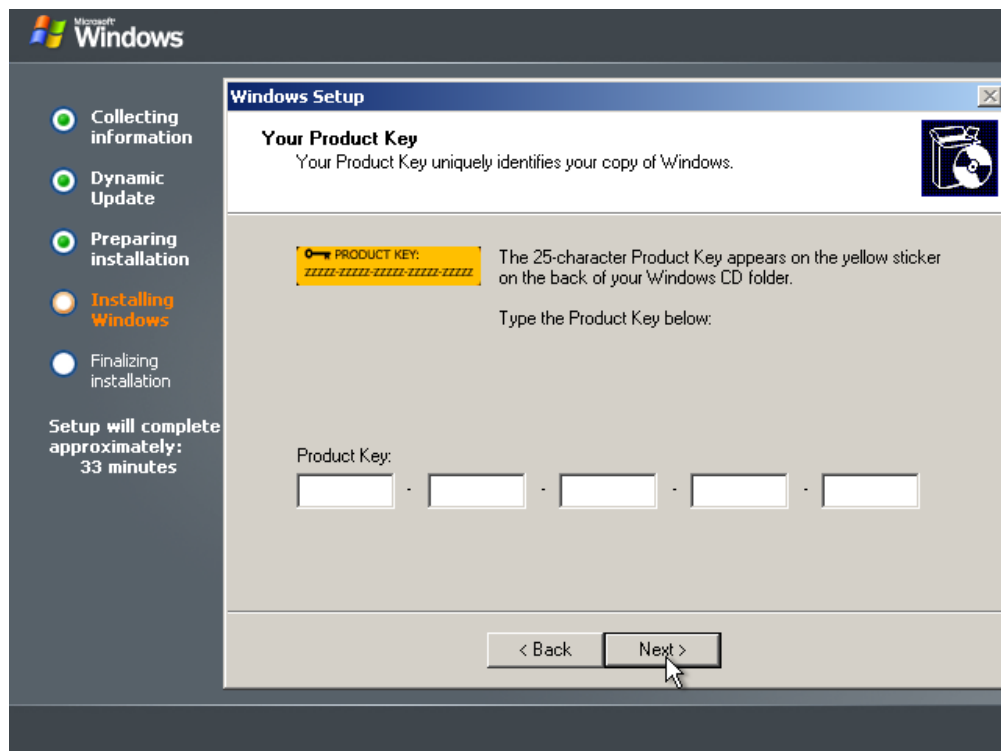 Microsoft
Windows
Collecting
information
Dynamic
Update
Preparing
installation
Installing
Windows
Finalizing
installation
Setup will complete
approximately:
33 minutes
Windows Setup
Your Product Key
Your Product Key uniquely identifies your copy of Windows.
PRODUCT KEY:
ZZZZZ-ZZZZZ-ZZZZZ-ZZZZZ-ZZZZZ
The 25-character Product Key appears on the yellow sticker
on the back of your Windows CD folder.
Type the Product Key below:
Product Key:
- - - -
< Back Next >